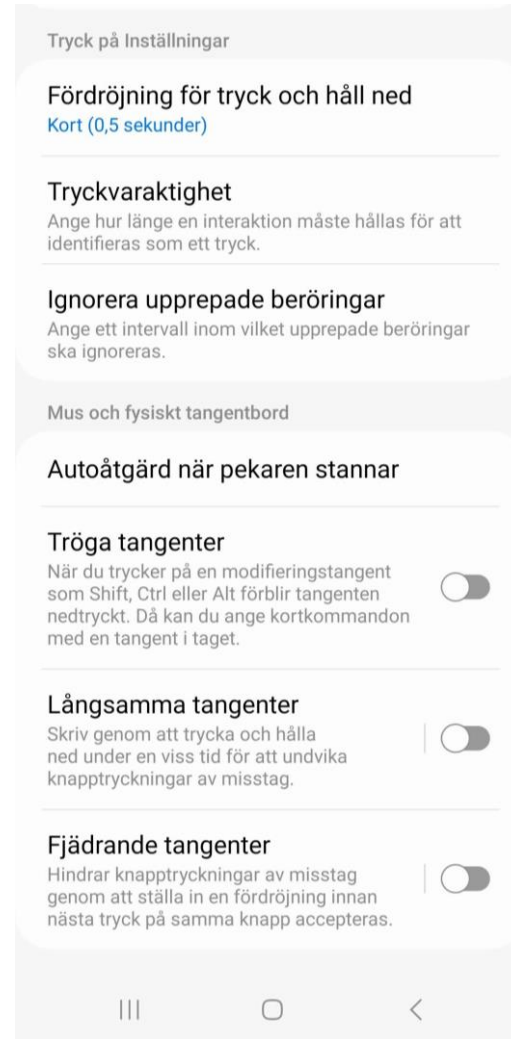 Tryck på Inställningar
Fördröjning för tryck och håll ned
Kort (0,5 sekunder)
Tryckvaraktighet
Ange hur länge en interaktion måste hållas för att
identifieras som ett tryck.
Ignorera upprepade beröringar
Ange ett intervall inom vilket upprepade beröringar
ska ignoreras.
Mus och fysiskt tangentbord
Autoåtgärd när pekaren stannar
Tröga tangenter
När du trycker på en modifieringstangent
som Shift, Ctrl eller Alt förblir tangenten
nedtryckt. Då kan du ange kortkommandon
med en tangent i taget.
Långsamma tangenter
Skriv genom att trycka och hålla
ned under en viss tid för att undvika
knapptryckningar av misstag.
Fjädrande tangenter
Hindrar knapptryckningar av misstag
genom att ställa in en fördröjning innan
nästa tryck på samma knapp accepteras.